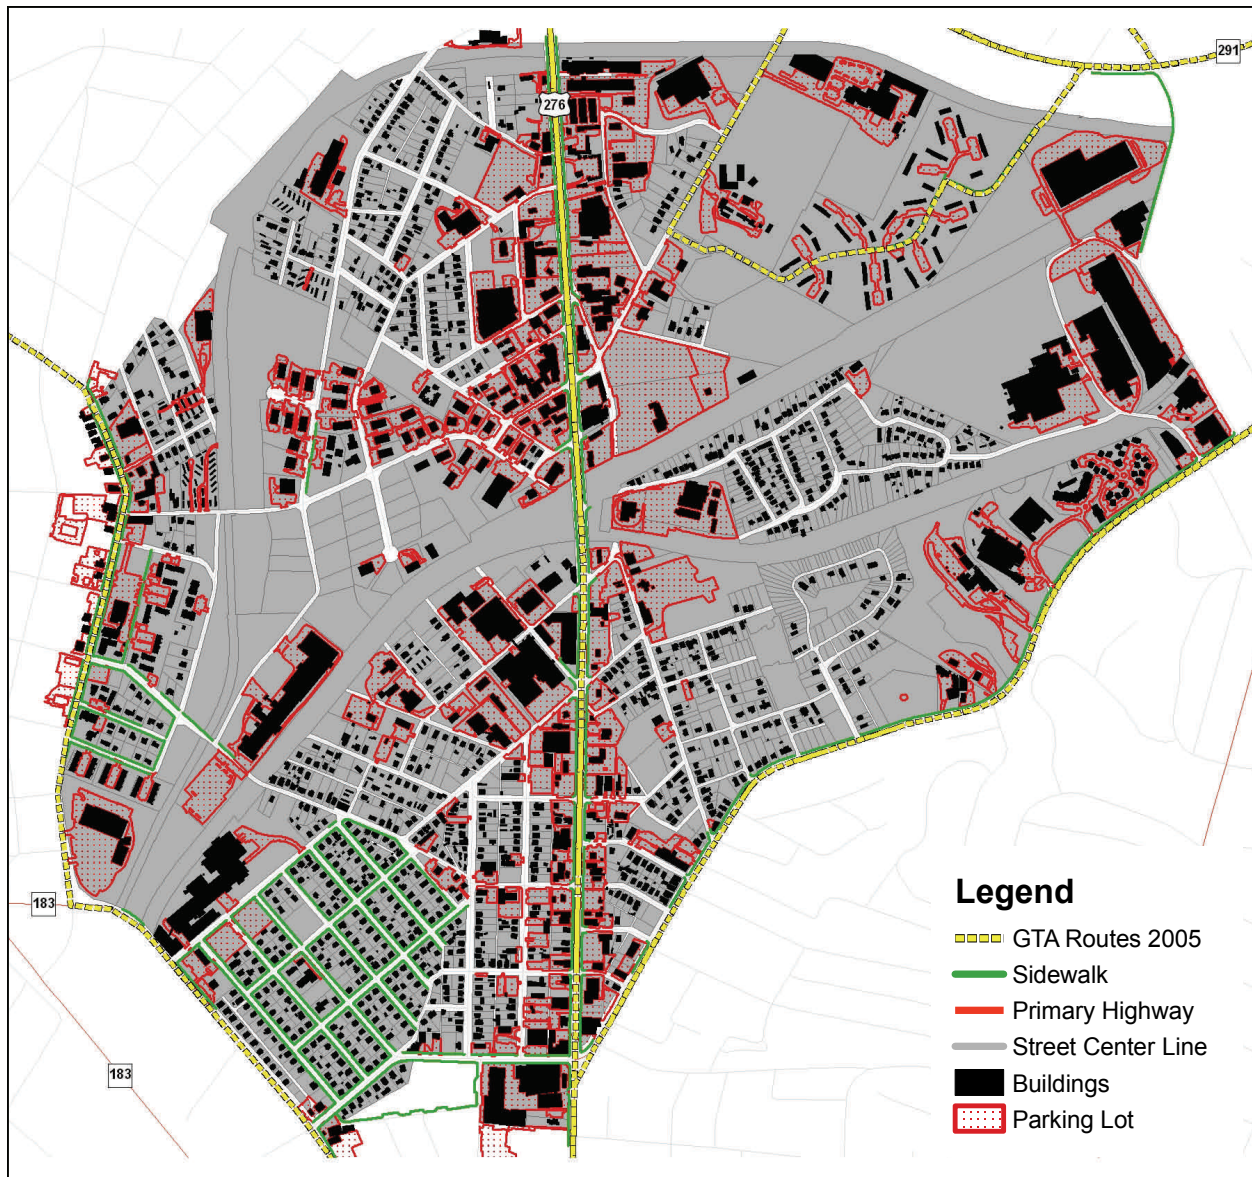 291
276
183
183
Legend
GTA Routes 2005
Sidewalk
Primary Highway
Street Center Line
Buildings
Parking Lot